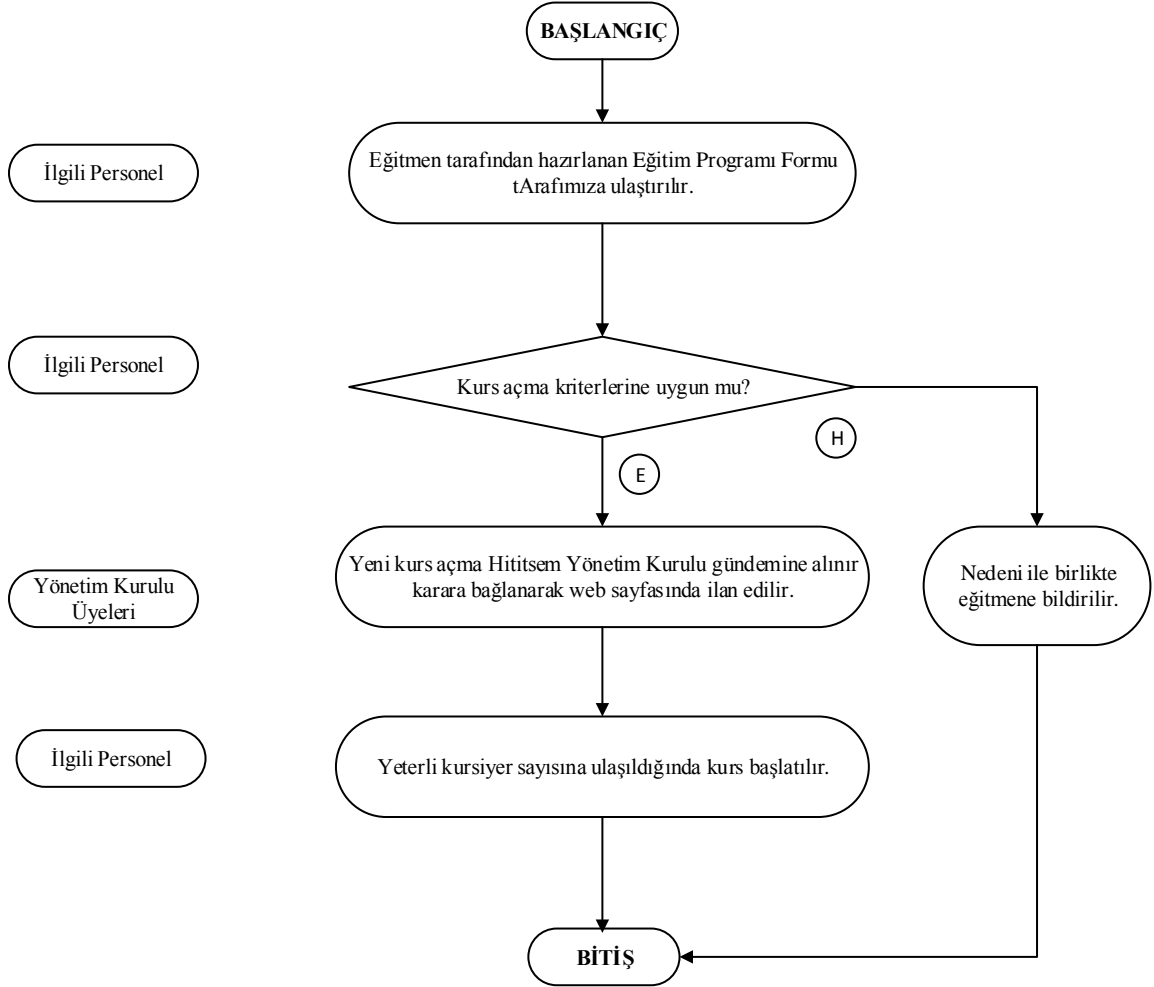 BAŞLANGIÇ
İlgili Personel
Eğitmen tarafından hazırlanan Eğitim Programı Formu
tArafımıza ulaştırılır.
İlgili Personel
Kurs açma kriterlerine uygun mu?
H
E
Yönetim Kurulu
Üyeleri
Yeni kurs açma Hititsem Yönetim Kurulu gündemine alınır
karara bağlanarak web sayfasında ilan edilir.
Nedeni ile birlikte
eğitmene bildirilir.
İlgili Personel
Yeterli kursiyer sayısına ulaşıldığında kurs başlatılır.
BİTİŞ